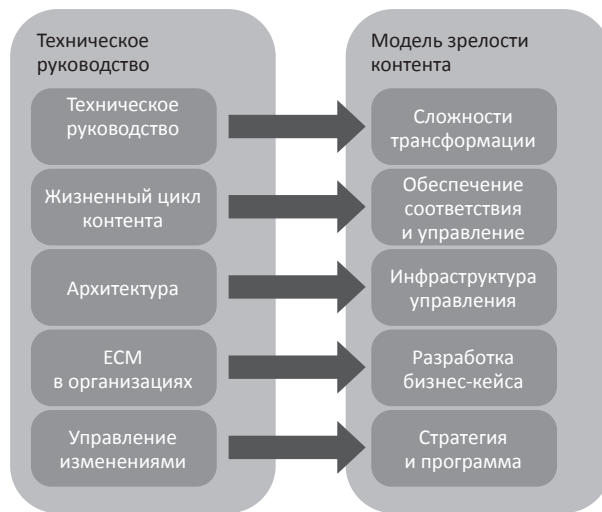 Техническое
руководство
Техническое
руководство
Жизненный цикл
контента
Архитектура
ECM
в организациях
Управление
изменениями
Модель зрелости
контента
Сложности
трансформации
Обеспечение
соответствия
и управление
Инфраструктура
управления
Разработка
бизнес-кейса
Стратегия
и программа